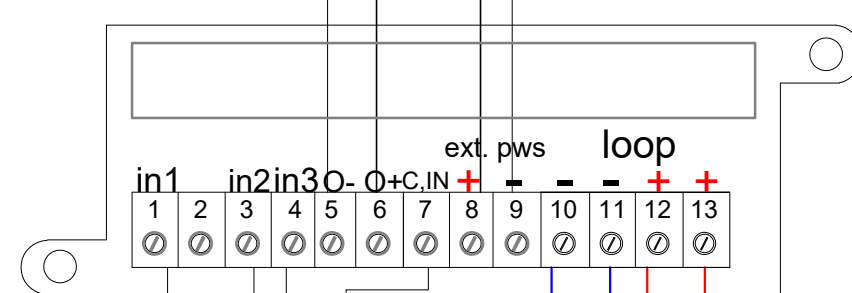 ext. pws loop
in1 in2 in3 O- O+ C,IN + - - - + +
1 2 3 4 5 6 7 8 9 10 11 12 13